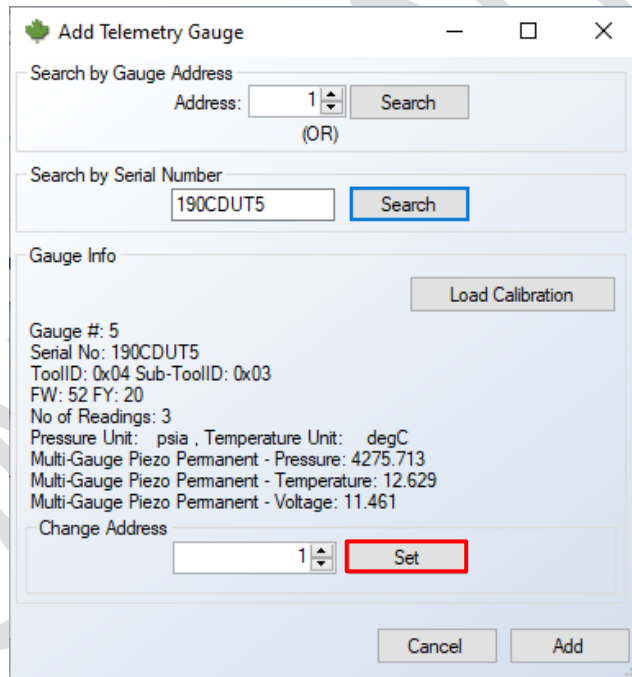 Add Telemetry Gauge
Search by Gauge Address
Address: 1 Search
(OR)
Search by Serial Number
190CDUT5 Search
Gauge Info
Load Calibration
Gauge #: 5
Serial No: 190CDUT5
ToolID: 0x04 Sub-ToolID: 0x03
FW: 52 FY: 20
No of Readings: 3
Pressure Unit: psia , Temperature Unit: degC
Multi-Gauge Piezo Permanent - Pressure: 4275.713
Multi-Gauge Piezo Permanent - Temperature: 12.629
Multi-Gauge Piezo Permanent - Voltage: 11.461
Change Address
1 Set
Cancel Add